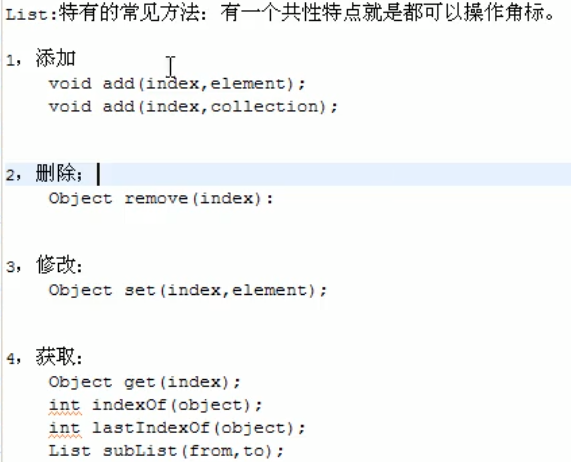 List:特有的常见方法：有一个共性特点就是都可以操作角标。
1，添加
void add(index,element);
void add(index,collection);
2，删除；
Object remove(index):
3，修改：
Object set(index,element);
4，获取：
Object get(index);
int indexOf(object);
int lastIndexOf(object);
List subList(from,to);